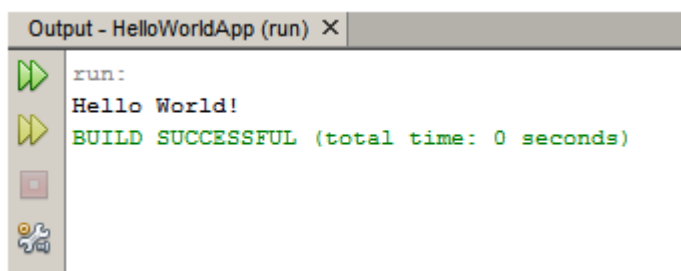 Output - HelloWorldApp (run)
run:
Hello World!
BUILD SUCCESSFUL (total time: 0 seconds)